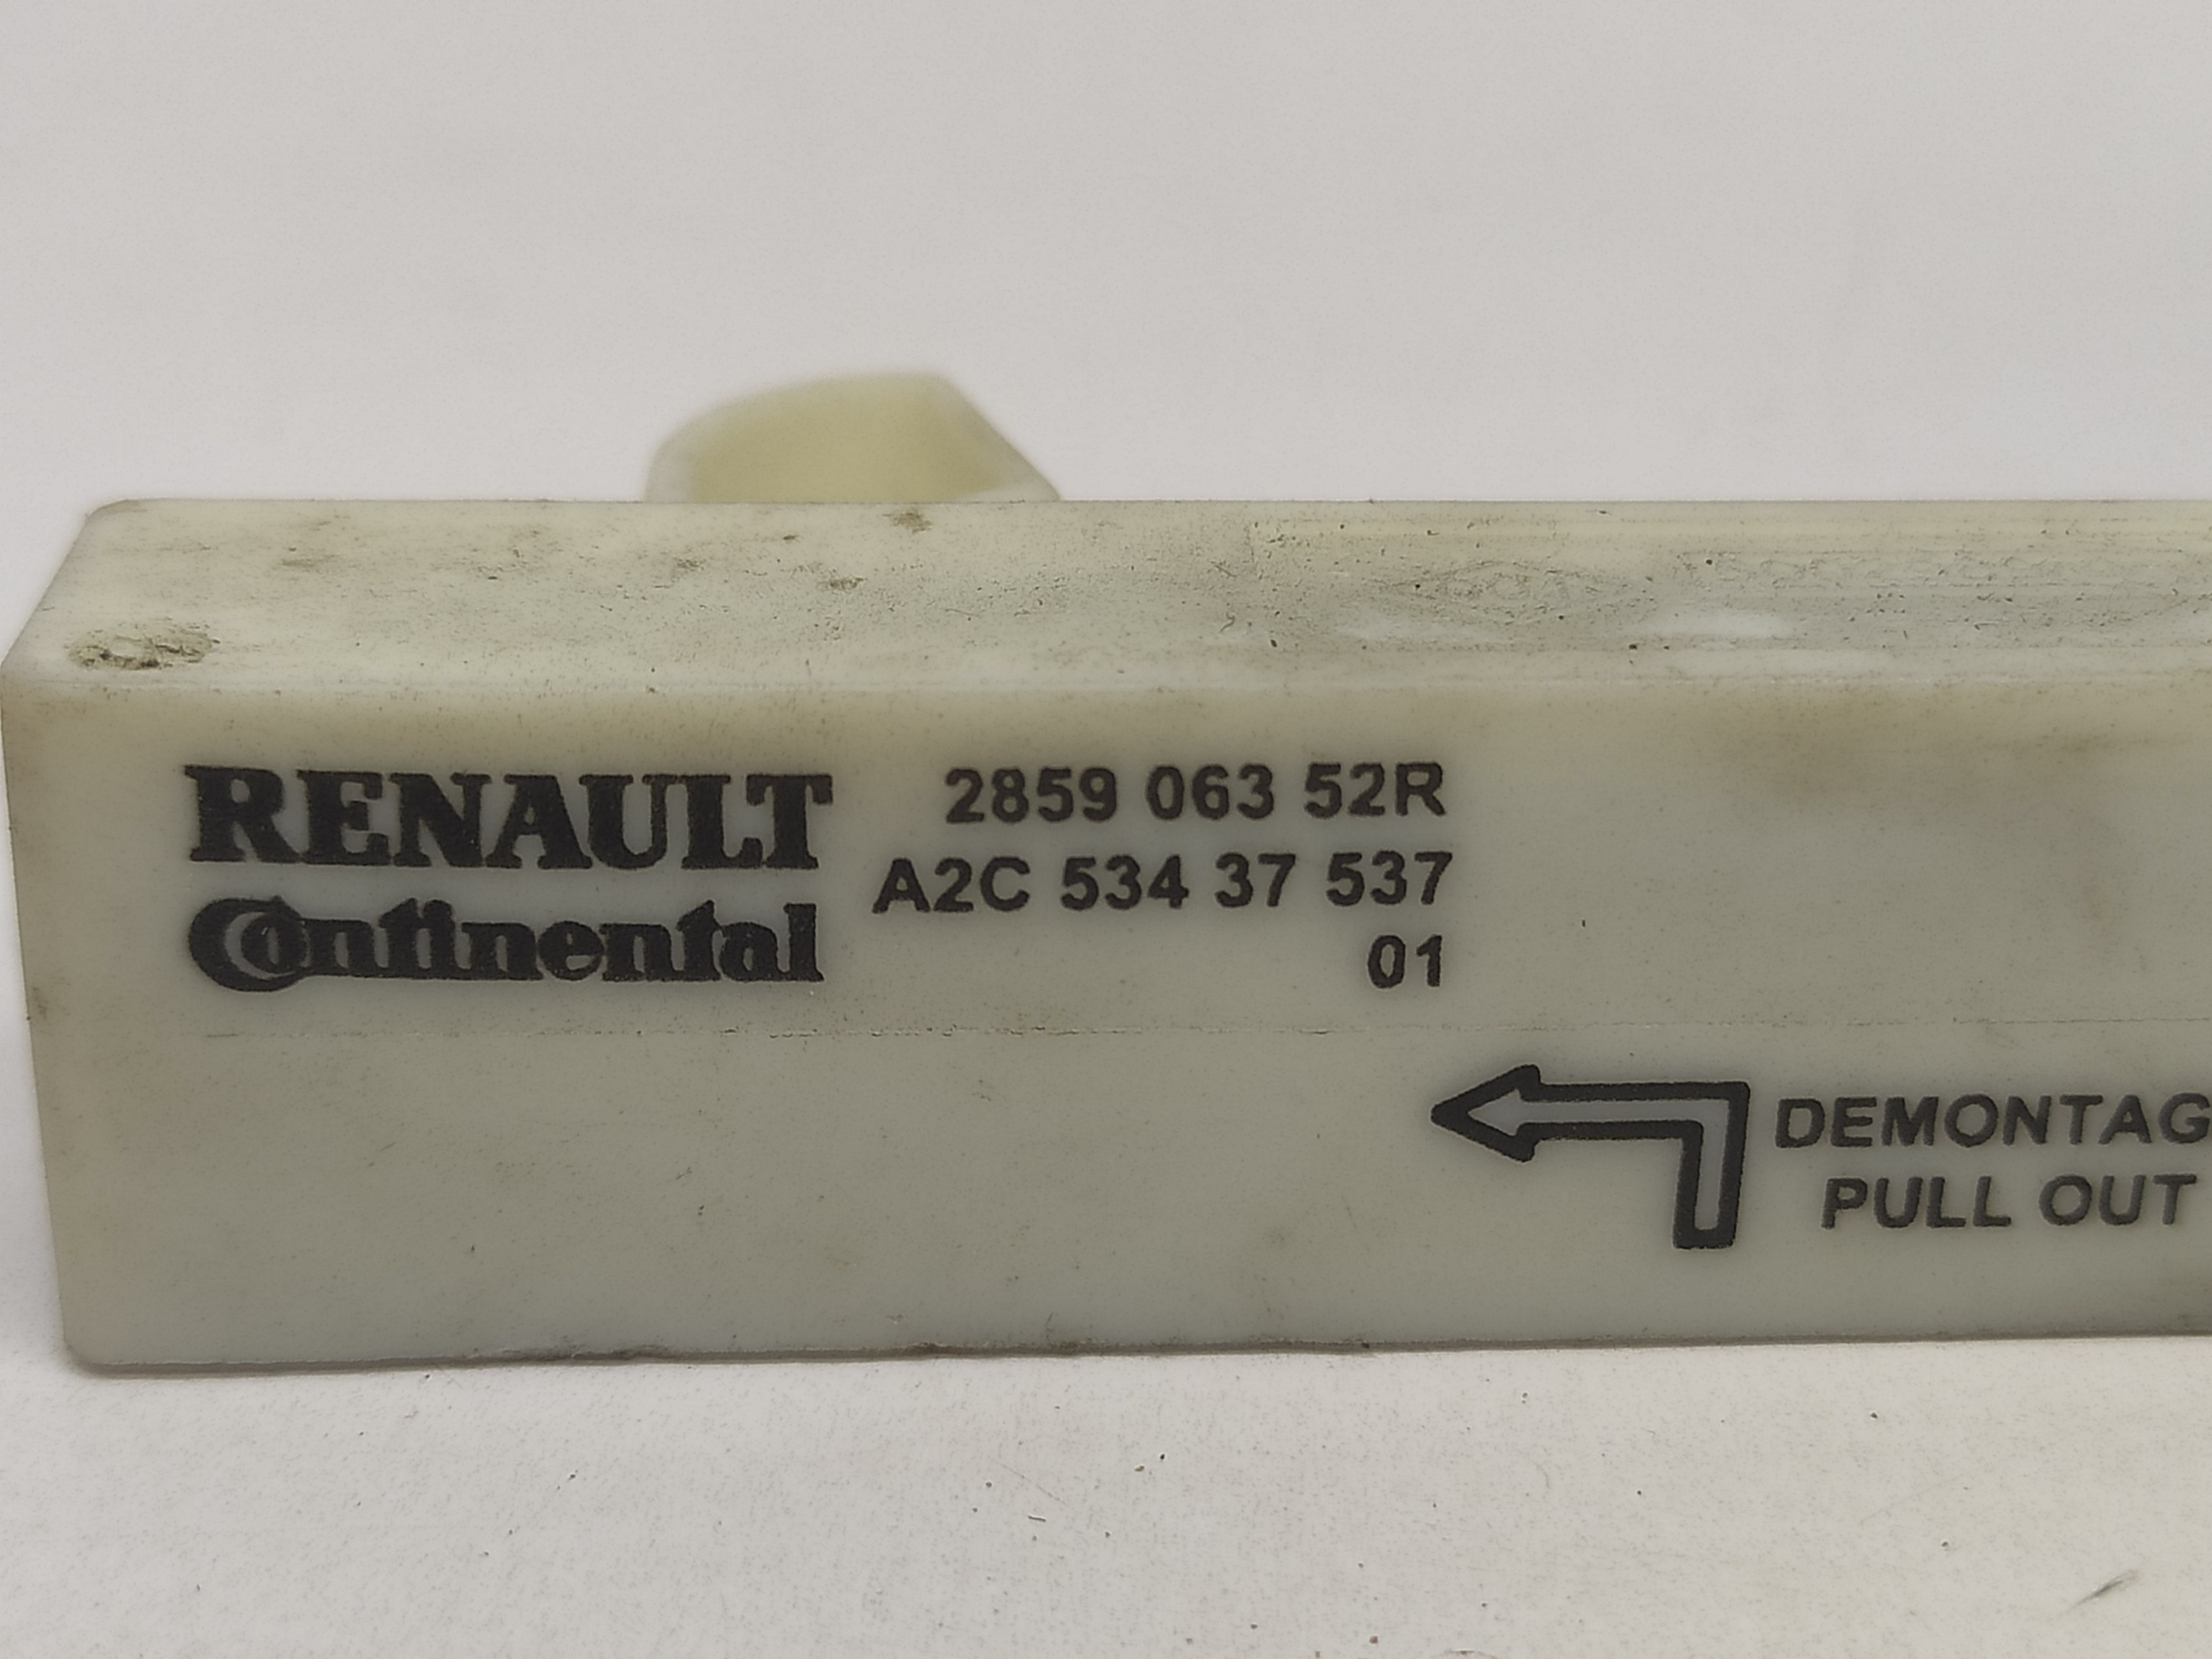 RENAULT
Continental
2859 063 52R
A2C 534 37 537
01
DEMONTAG
PULL OUT